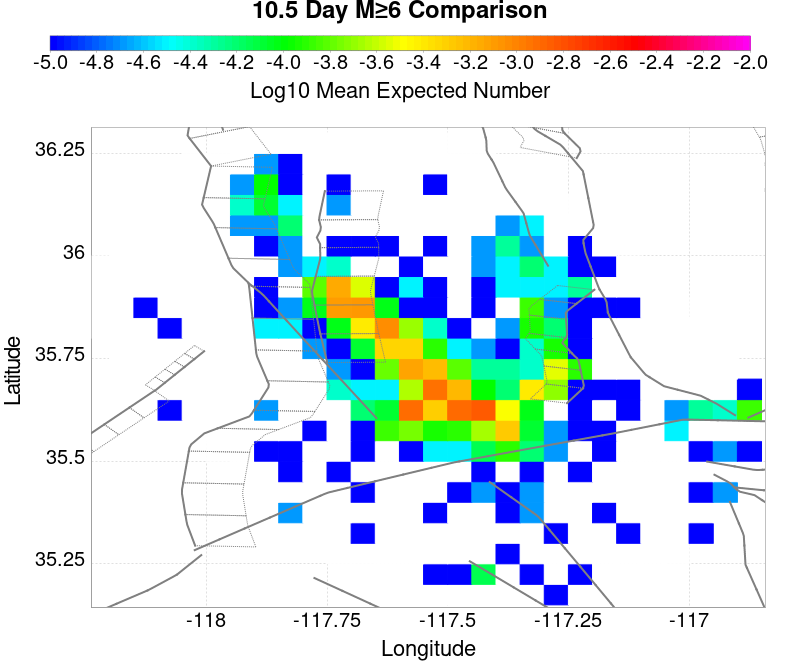 10.5 Day M≥6 Comparison
-5.0 -4.8 -4.6 -4.4 -4.2 -4.0 -3.8 -3.6 -3.4 -3.2 -3.0 -2.8 -2.6 -2.4 -2.2 -2.0
Log10 Mean Expected Number
36.25
36
35.75
35.5
35.25
Latitude
-118 -117.75 -117.5 -117.25 -117
Longitude